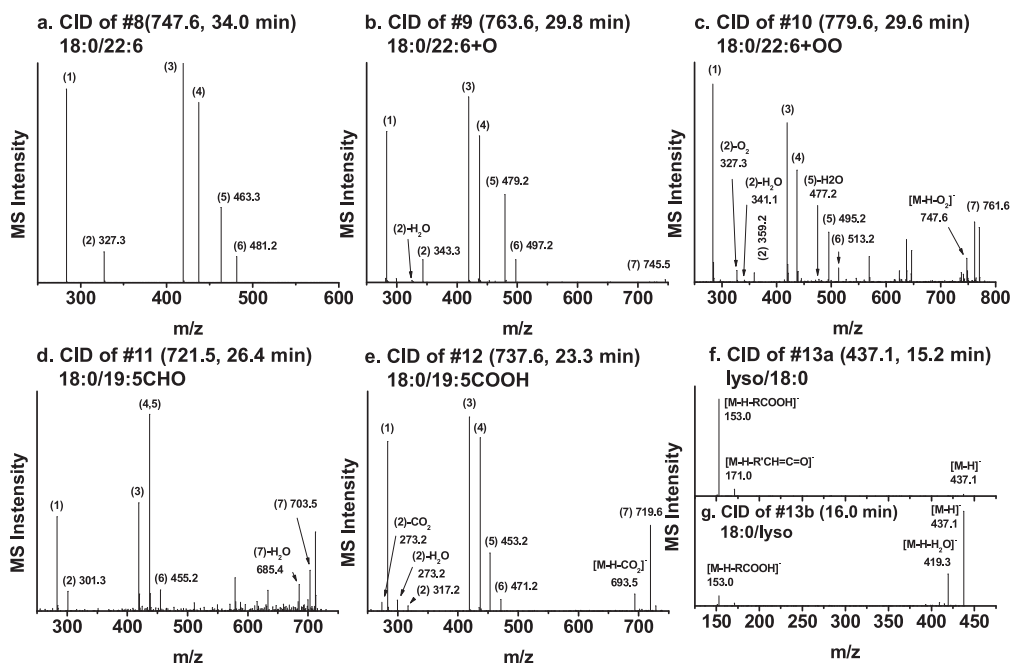 a. CID of #8(747.6, 34.0 min)
18:0/22:6
(1)
(3)
(4)
(5) 463.3
(2) 327.3
(6) 481.2
MS Intensity
300 400 500 600
m/z
b. CID of #9 (763.6, 29.8 min)
18:0/22:6+O
(1)
(3)
(4)
(5) 479.2
(2)-H₂O
(2) 343.3
(6) 497.2
(7) 745.5
MS Intensity
300 400 500 600 700
m/z
c. CID of #10 (779.6, 29.6 min)
18:0/22:6+OO
(1)
(3)
(2)-O₂
327.3
(4)
(2)-H₂O
341.1
(5)-H2O
477.2
(2) 359.2
(5) 495.2
(6) 513.2
[M-H-O₂]⁻
747.6
(7) 761.6
MS Intensity
300 400 500 600 700 800
m/z
d. CID of #11 (721.5, 26.4 min)
18:0/19:5CHO
(4,5)
(1)
(3)
(7) 703.5
(7)-H₂O
685.4
(2) 301.3
(6) 455.2
MS Instensity
300 400 500 600 700
m/z
e. CID of #12 (737.6, 23.3 min)
18:0/19:5COOH
(3)
(1)
(4)
(7) 719.6
(2)-CO₂
273.2
(2)-H₂O
273.2
(5) 453.2
(6) 471.2
(2) 317.2
[M-H-CO₂]⁻
693.5
MS Intensity
300 400 500 600 700
m/z
f. CID of #13a (437.1, 15.2 min)
lyso/18:0
[M-H-RCOOH]⁻
153.0
[M-H-R'CH=C=O]⁻
171.0
[M-H]⁻
437.1
g. CID of #13b (16.0 min)
18:0/lyso
[M-H]⁻
437.1
[M-H-H₂O]⁻
419.3
[M-H-RCOOH]⁻
153.0
MS Intensity
150 200 250 300 350 400 450
m/z